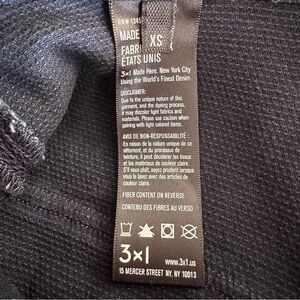 MADE
XS
FABRI
ÉTATS UNIS
3×1 Made Here. New York City
Using the World's Finest Denim
DISCLAIMER:
Due to the unique nature of this
garment, and the dyeing process,
it may discolor light fabrics and
materials. Please use caution when
pairing with light colored items.
AVIS DE NON-RESPONSABILITÉ :
En raison de la nature unique de ce
vêtement, et du processus de
teinture, il peut décolorer les tissus
et les matériaux de couleur claire.
S'il vous plaît, soyez prudent lorsque
vous l'associez avec des articles de
couleur claire.
FIBER CONTENT ON REVERSE
CONTENU DES FIBRES AU VERSO
3×1
www.3x1.us
15 MERCER STREET NY, NY 10013